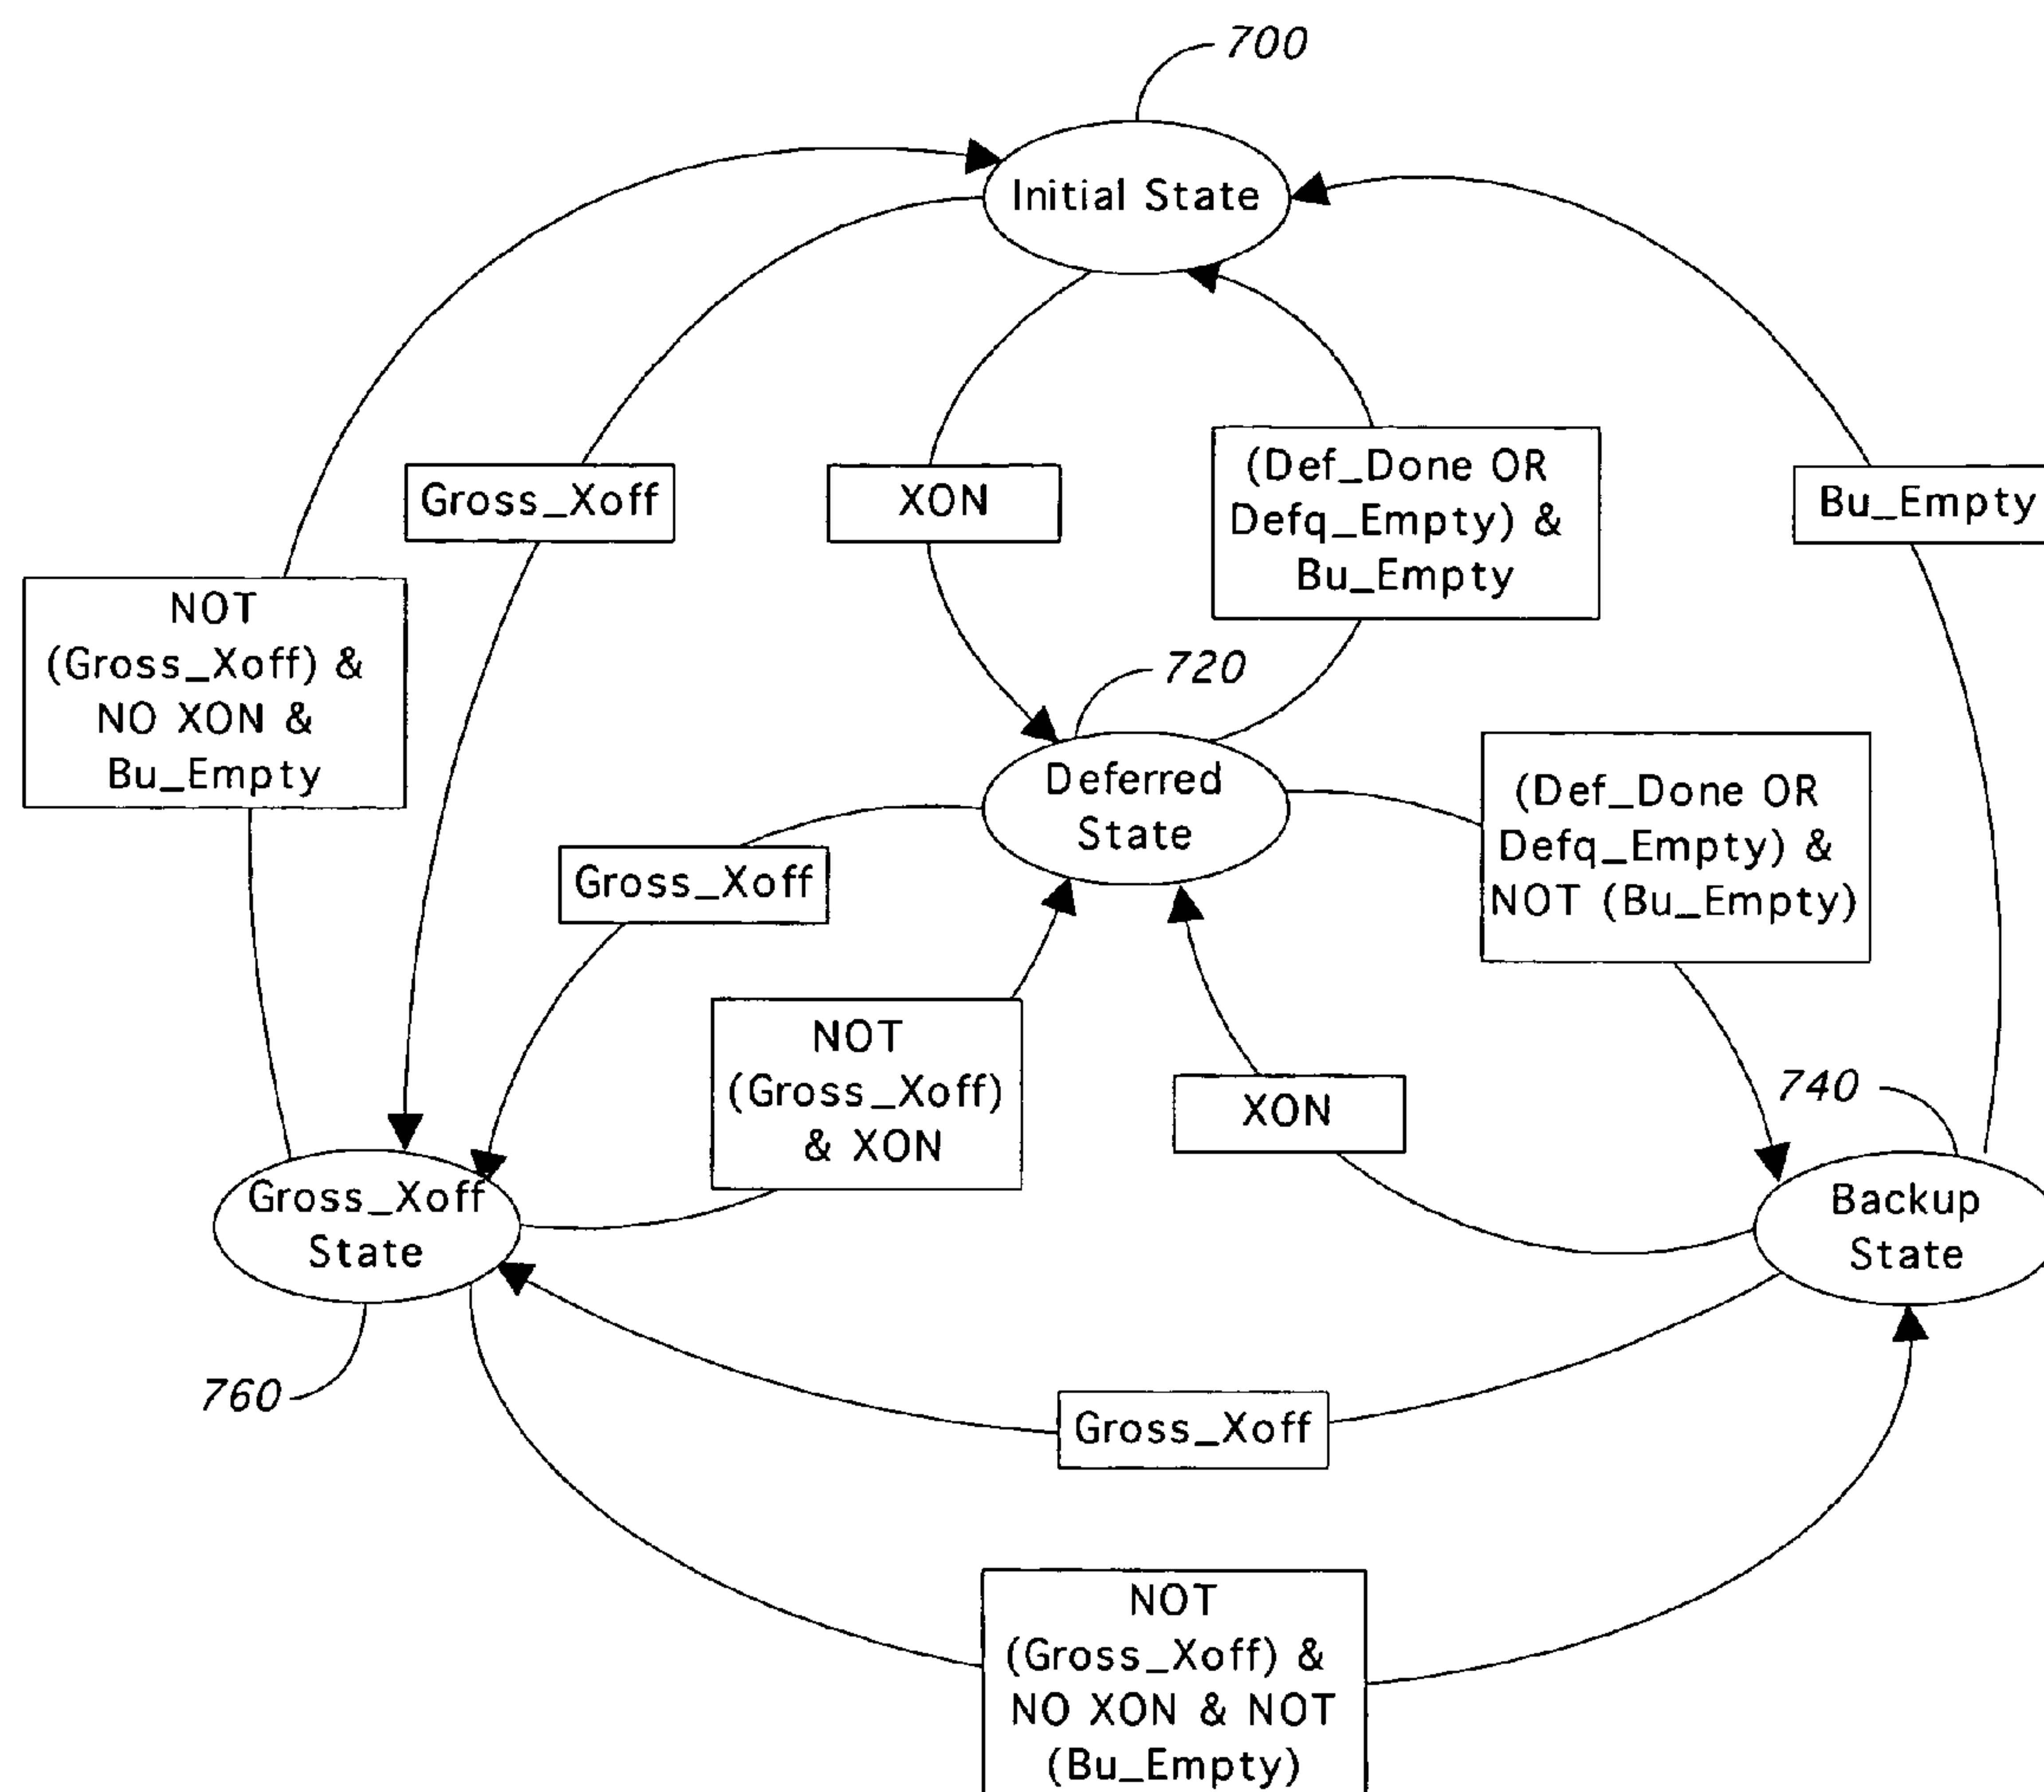 700
Initial State
Gross_Xoff
XON
(Def_Done OR
Defq_Empty) &
Bu_Empty
Bu_Empty
NOT
(Gross_Xoff) &
NO XON &
Bu_Empty
720
Deferred
State
Gross_Xoff
(Def_Done OR
Defq_Empty) &
NOT (Bu_Empty)
NOT
(Gross_Xoff)
& XON
XON
740
Gross_Xoff
State
Backup
State
760
Gross_Xoff
NOT
(Gross_Xoff) &
NO XON & NOT
(Bu_Empty)